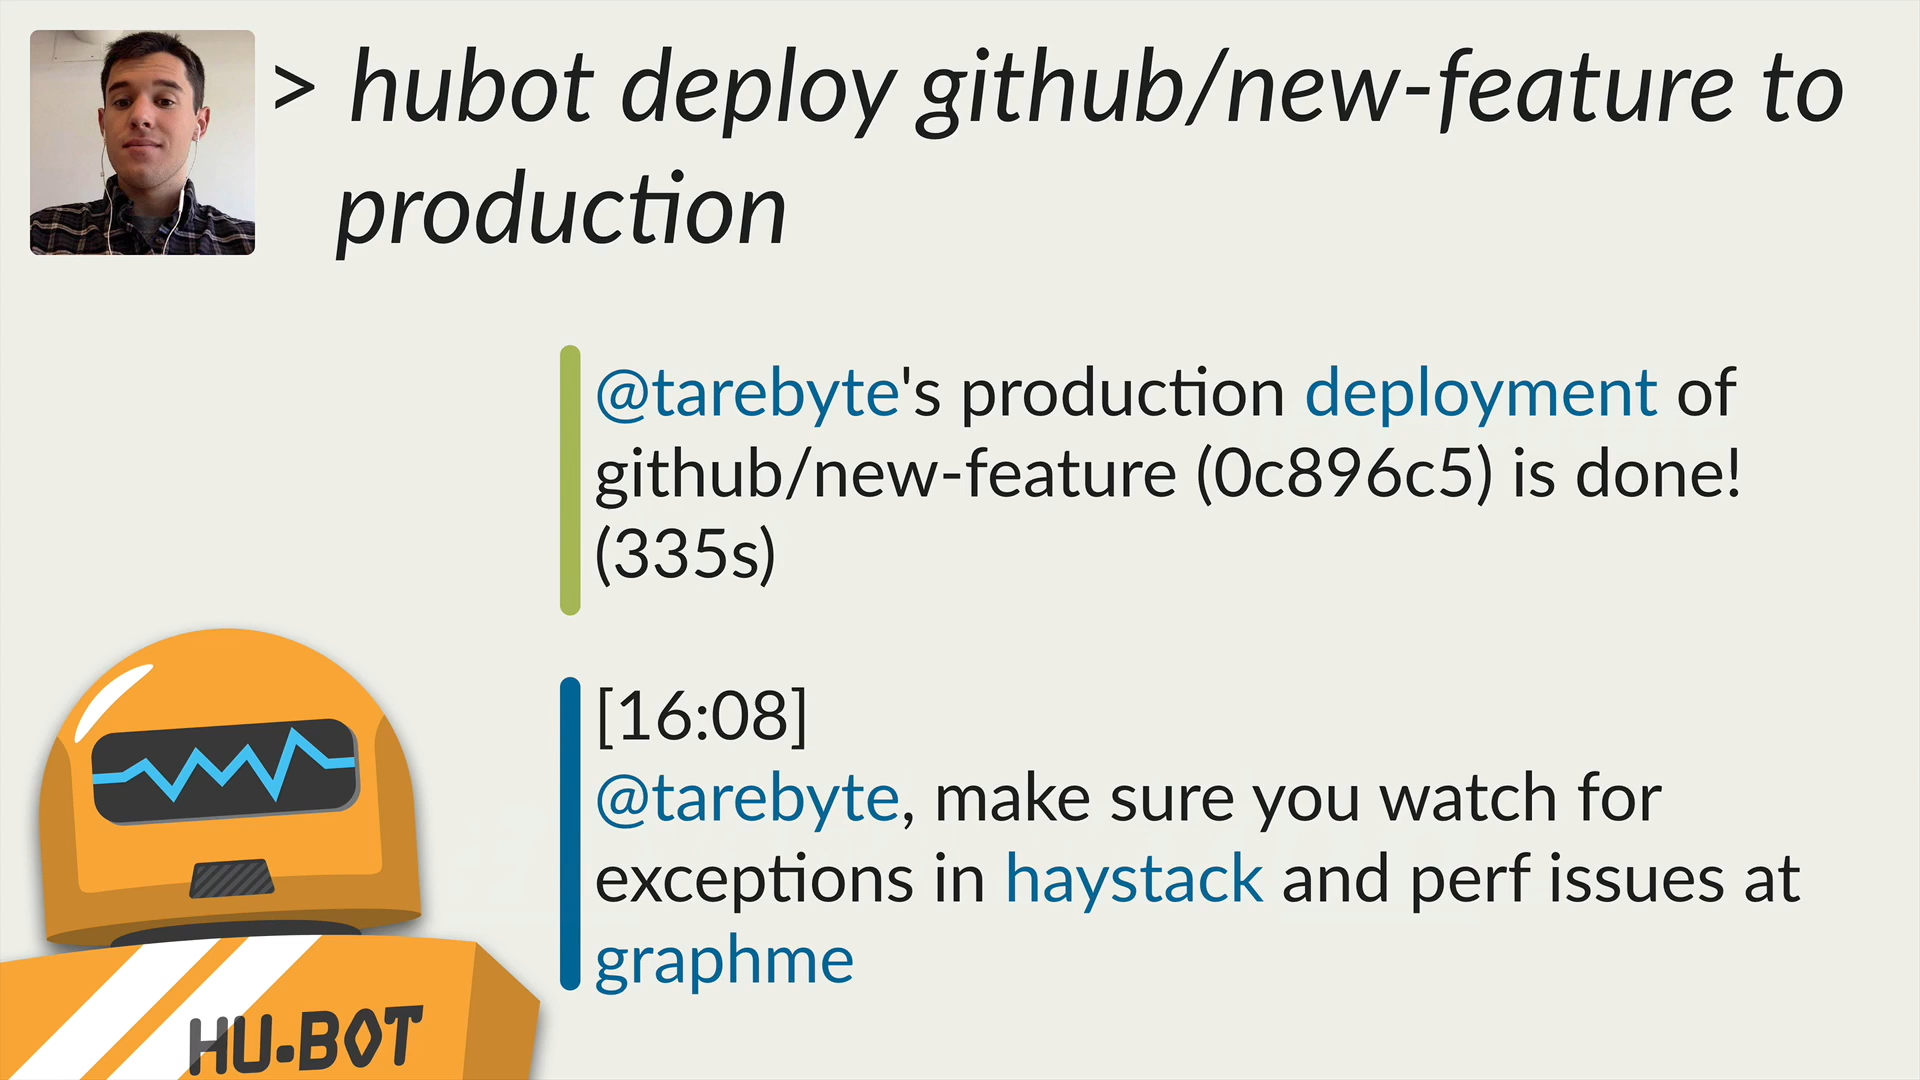 > hubot deploy github/new-feature to
production
@tarebyte's production deployment of
github/new-feature (0c896c5) is done!
(335s)
[16:08]
@tarebyte, make sure you watch for
exceptions in haystack and perf issues at
graphme
HU•BOT